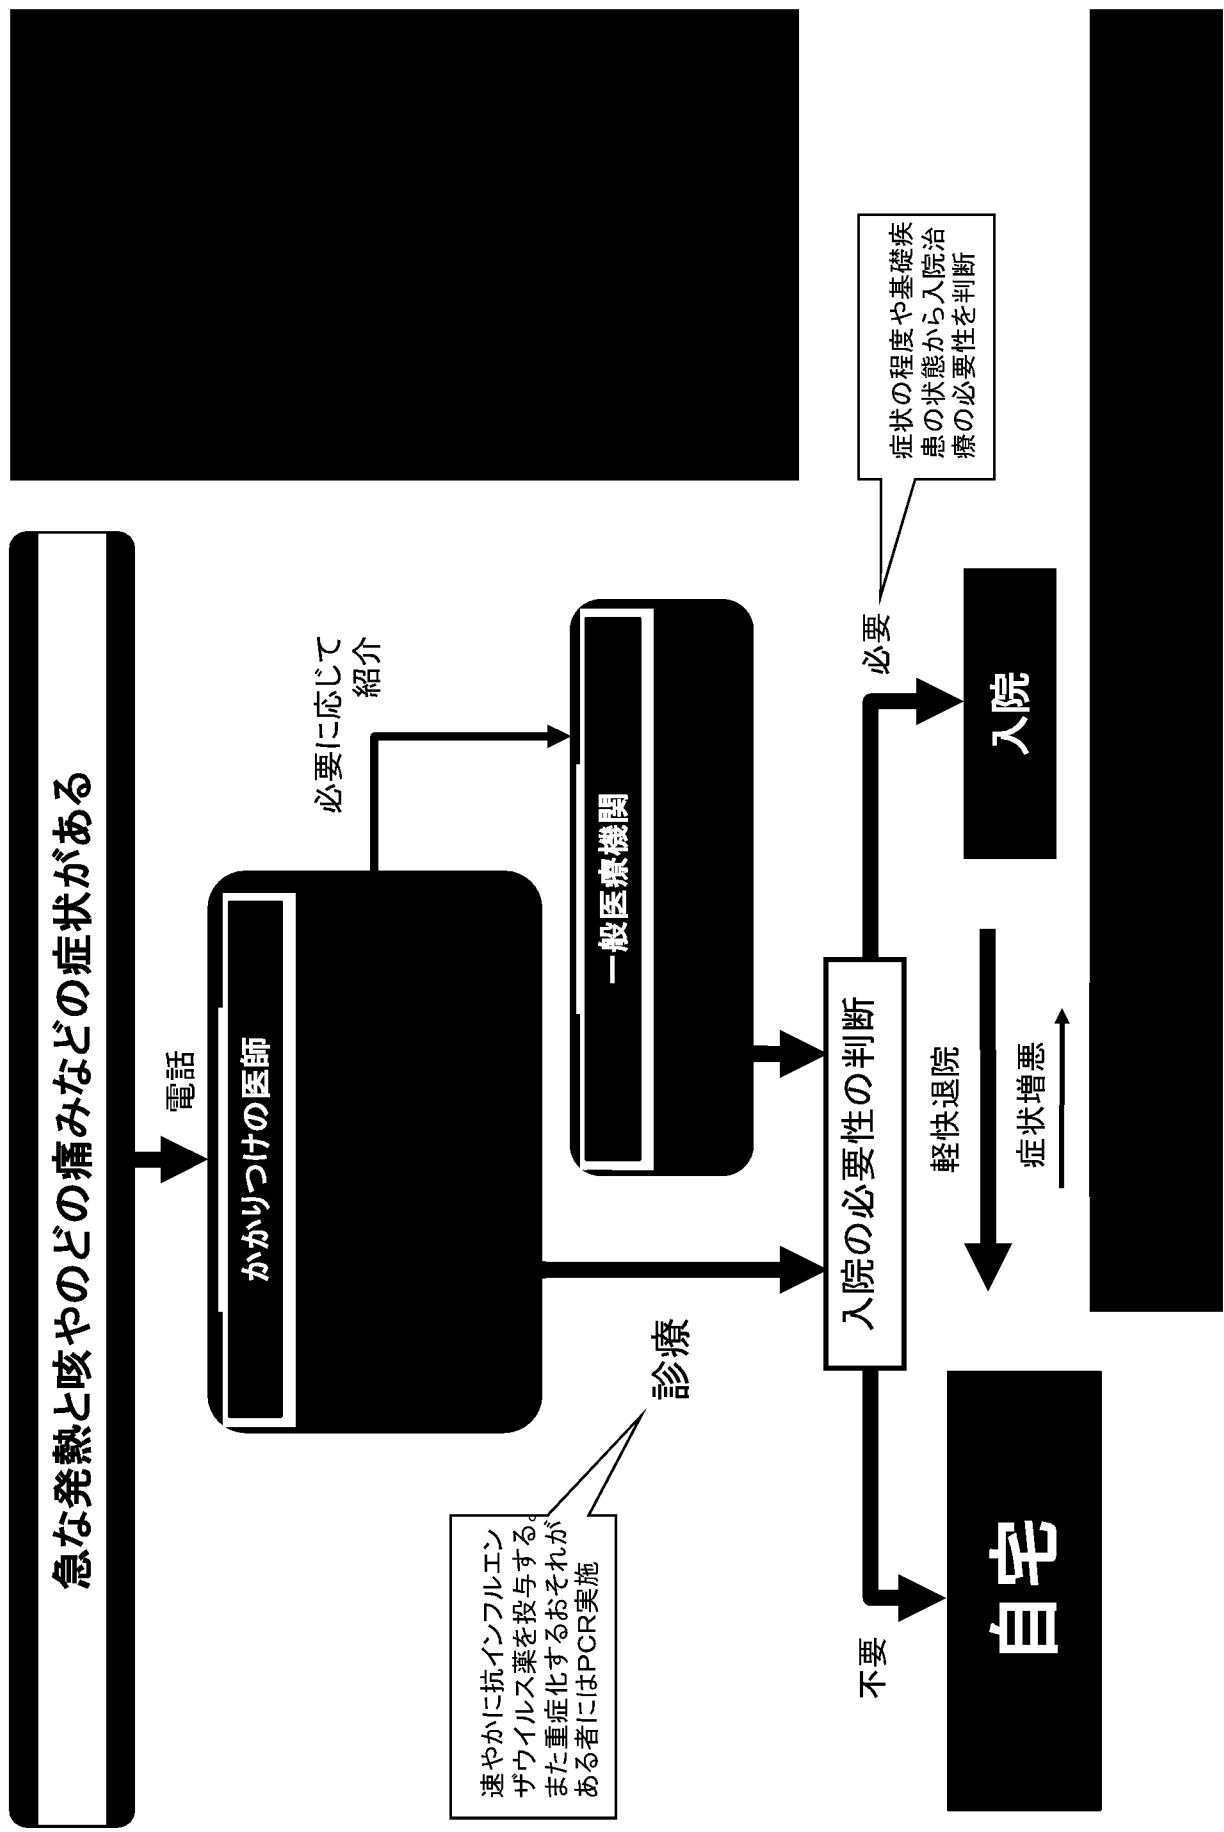 急な発熱と咳やのどの痛みなどの症状がある
電話
かかりつけの医師
必要に応じて
紹介
一般医療機関
速やかに抗インフルエン
ザウイルス薬を投与する。
また重症化するおそれが
ある者にはPCR実施
診療
入院の必要性の判断
不要
必要
症状の程度や基礎疾
患の状態から入院治
療の必要性を判断
自宅
軽快退院
症状増悪
入院